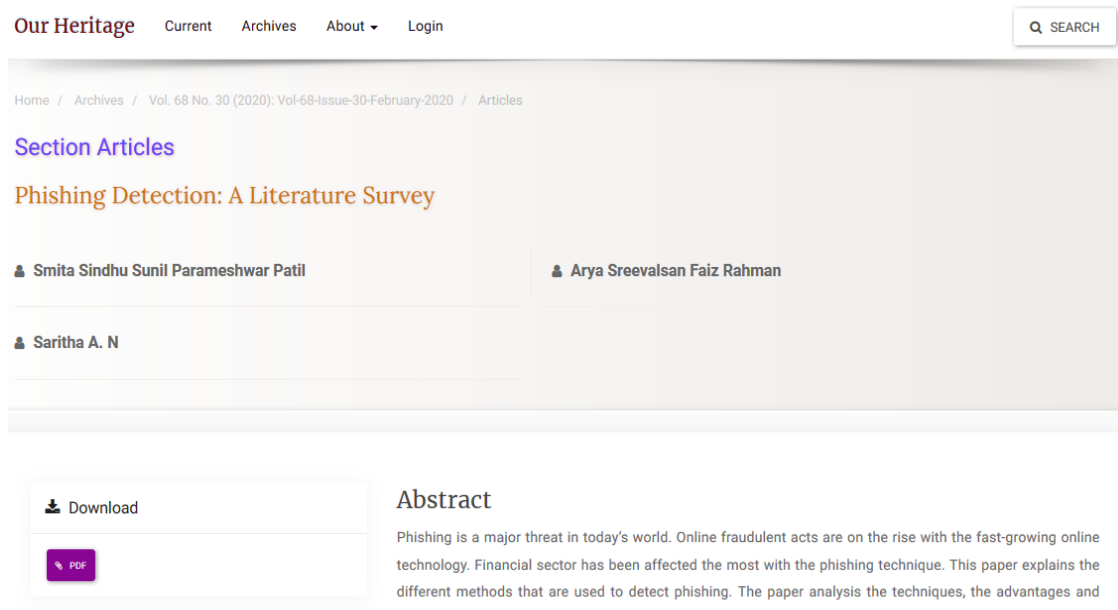 Our Heritage Current Archives About Login SEARCH
Home / Archives / Vol. 68 No. 30 (2020): Vol-68-Issue-30-February-2020 / Articles
Section Articles
Phishing Detection: A Literature Survey
Smita Sindhu Sunil Parameshwar Patil
Arya Sreevalsan Faiz Rahman
Saritha A. N
Download
PDF
Abstract
Phishing is a major threat in today's world. Online fraudulent acts are on the rise with the fast-growing online
technology. Financial sector has been affected the most with the phishing technique. This paper explains the
different methods that are used to detect phishing. The paper analysis the techniques, the advantages and